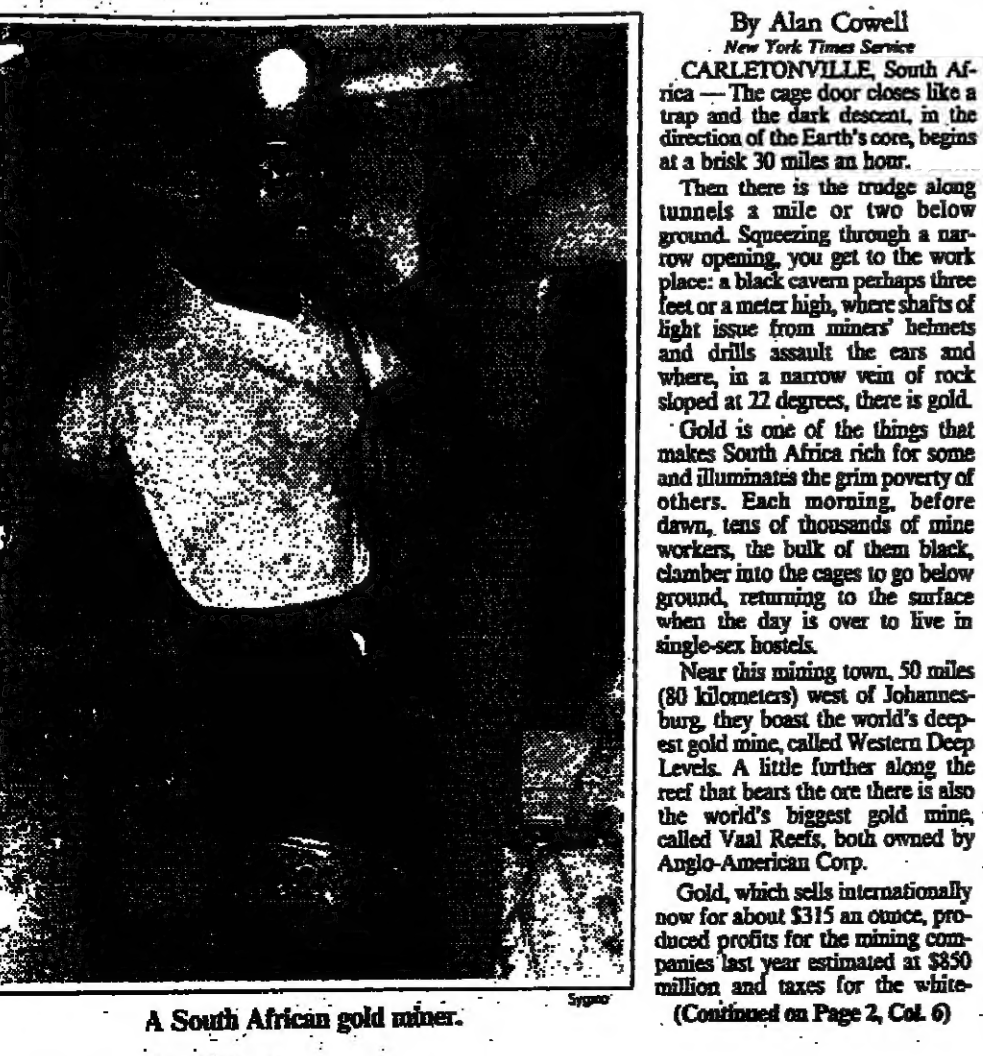 By Alan Cowell
New York Times Service
CARLETONVILLE, South Af-
rica — The cage door closes like a
trap and the dark descent, in the
direction of the Earth's core, begins
at a brisk 30 miles an hour.
Then there is the trudge along
tunnels a mile or two below
ground. Squeezing through a nar-
row opening, you get to the work
place: a black cavern perhaps three
feet or a meter high, where shafts of
light issue from miners' helmets
and drills assault the ears and
where, in a narrow vein of rock
sloped at 22 degrees, there is gold.
Gold is one of the things that
makes South Africa rich for some
and illuminates the grim poverty of
others. Each morning, before
dawn, tens of thousands of mine
workers, the bulk of them black,
clamber into the cages to go below
ground, returning to the surface
when the day is over to live in
single-sex hostels.
Near this mining town, 50 miles
(80 kilometers) west of Johannes-
burg, they boast the world's deep-
est gold mine, called Western Deep
Levels. A little further along the
reef that bears the ore there is also
the world's biggest gold mine,
called Vaal Reefs, both owned by
Anglo-American Corp.
Gold, which sells internationally
now for about $315 an ounce, pro-
duced profits for the mining com-
panies last year estimated at $850
million and taxes for the white-
(Continued on Page 2, Col. 6)
A South African gold miner.